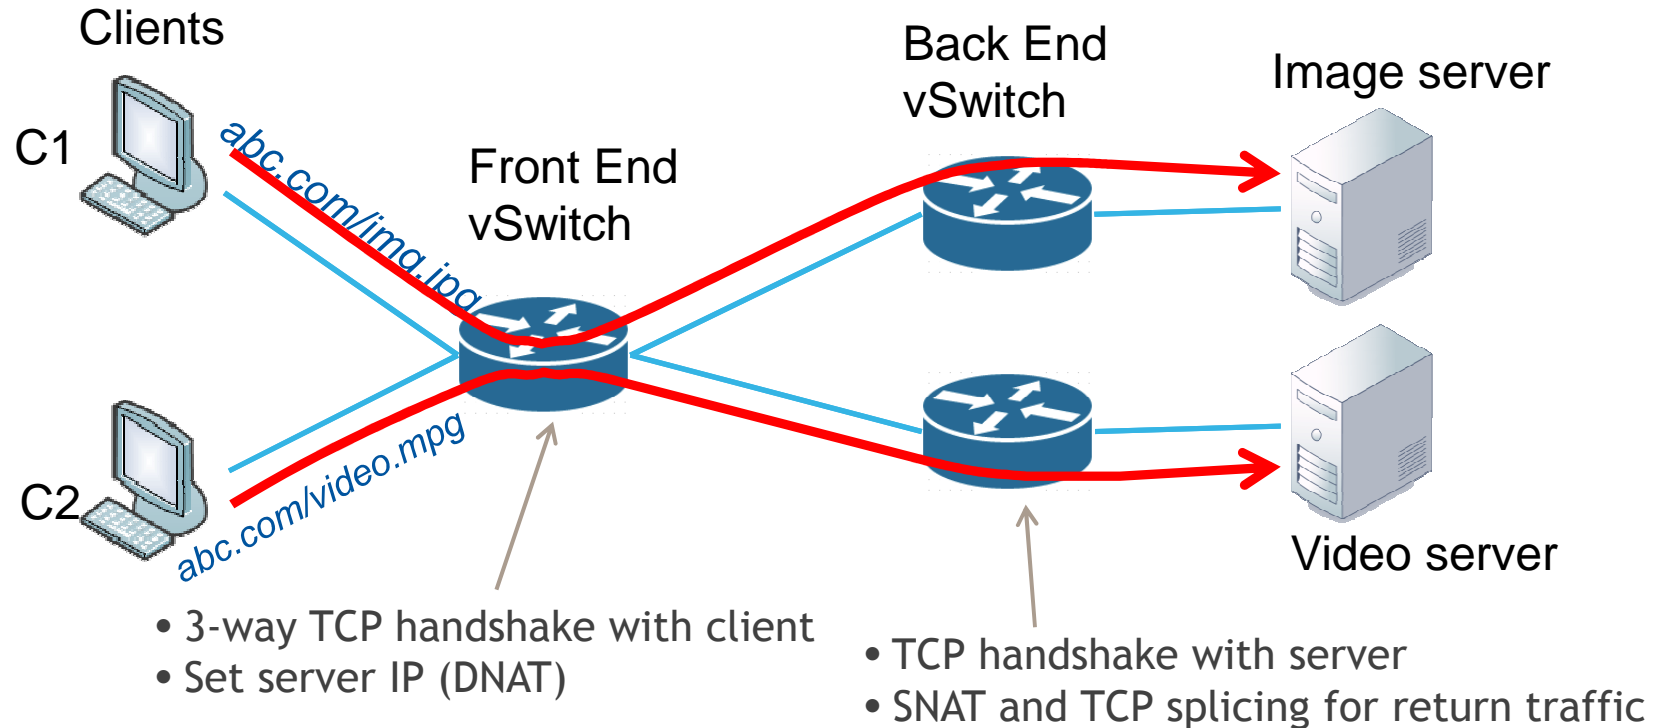 Clients
C1
abc.com/img.jpg
Front End
vSwitch
Back End
vSwitch
Image server
C2
abc.com/video.mpg
Video server
• 3-way TCP handshake with client
• Set server IP (DNAT)
• TCP handshake with server
• SNAT and TCP splicing for return traffic